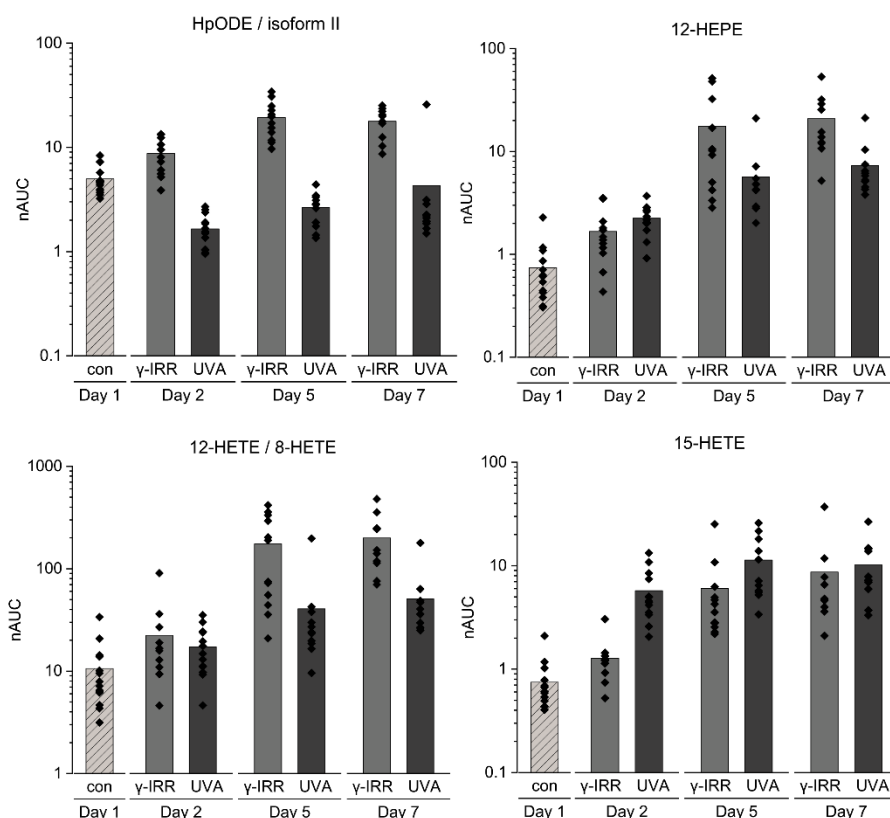 HpODE / isoform II
100
10
1
0.1
nAUC
con γ-IRR UVA γ-IRR UVA γ-IRR UVA
Day 1 Day 2 Day 5 Day 7
12-HEPE
100
10
1
0.1
nAUC
con γ-IRR UVA γ-IRR UVA γ-IRR UVA
Day 1 Day 2 Day 5 Day 7
12-HETE / 8-HETE
1000
100
10
1
nAUC
con γ-IRR UVA γ-IRR UVA γ-IRR UVA
Day 1 Day 2 Day 5 Day 7
15-HETE
100
10
1
0.1
nAUC
con γ-IRR UVA γ-IRR UVA γ-IRR UVA
Day 1 Day 2 Day 5 Day 7